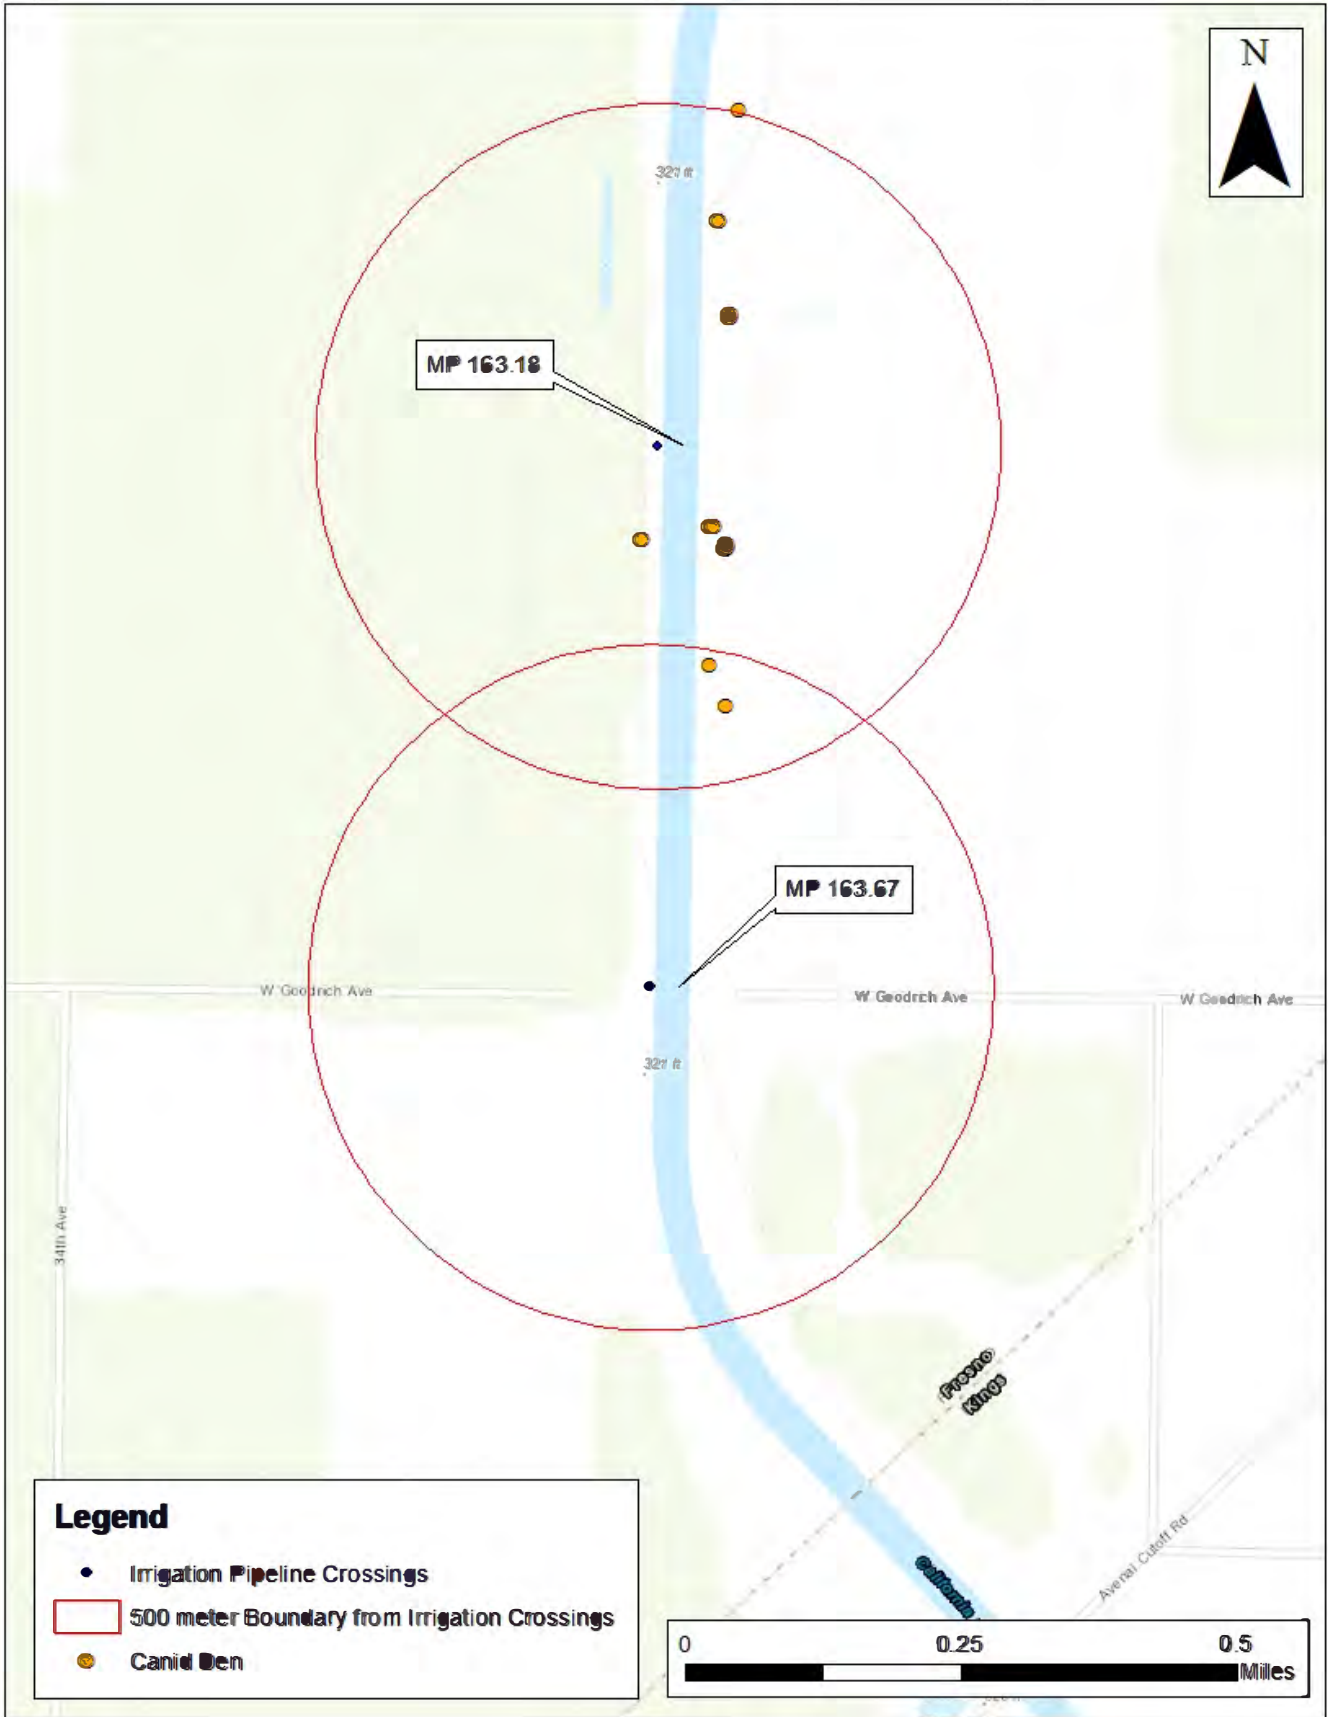 N
321 ft
MP 163.18
MP 163.67
W Goodrich Ave
W Goodrich Ave
W Goodrich Ave
321 ft
34th Ave
Fresno
Kings
Avenal Cutoff Rd
California
Legend
Irrigation Pipeline Crossings
500 meter Boundary from Irrigation Crossings
Canid Den
0 0.25 0.5
Miles